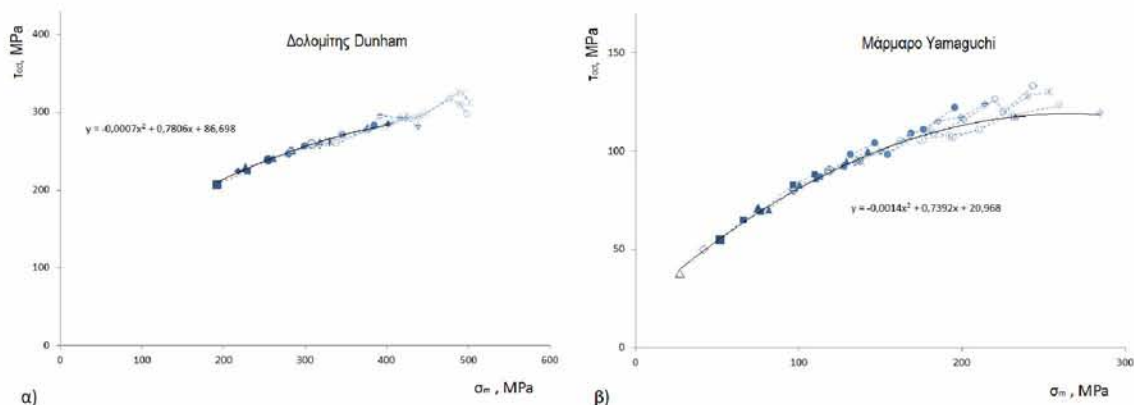 Δολομίτης Dunham
τoct, MPa
400
300
200
100
0
y = -0,0007x² + 0,7806x + 86,698
0 100 200 300 400 500 600
σm , MPa
α)
Μάρμαρο Yamaguchi
τoct, MPa
150
100
50
0
y = -0,0014x² + 0,7392x + 20,968
0 100 200 300
σm , MPa
β)